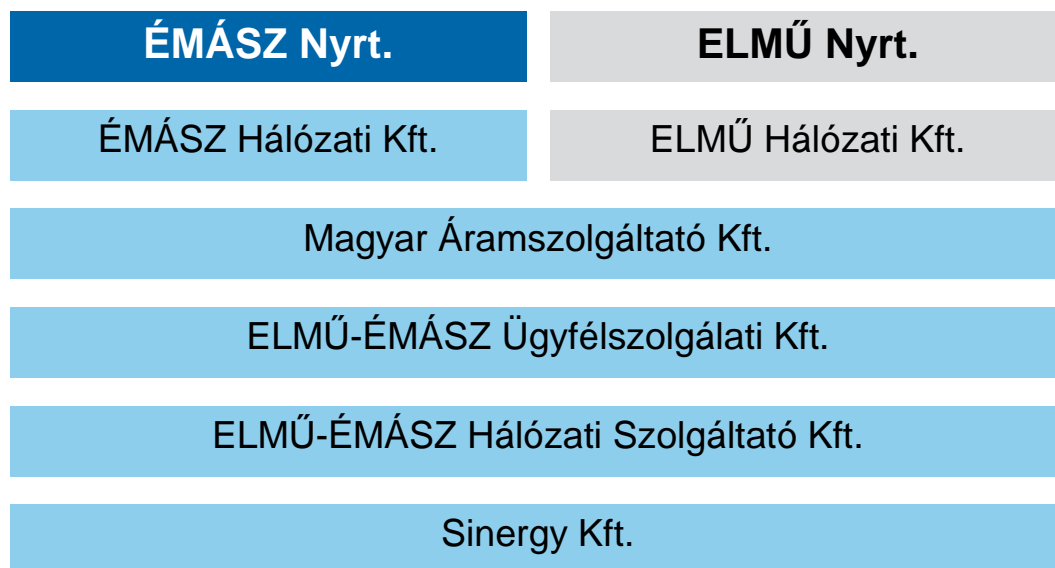 ÉMÁSZ Nyrt.
ELMŰ Nyrt.
ÉMÁSZ Hálózati Kft.
ELMŰ Hálózati Kft.
Magyar Áramszolgáltató Kft.
ELMŰ-ÉMÁSZ Ügyfélszolgálati Kft.
ELMŰ-ÉMÁSZ Hálózati Szolgáltató Kft.
Sinergy Kft.